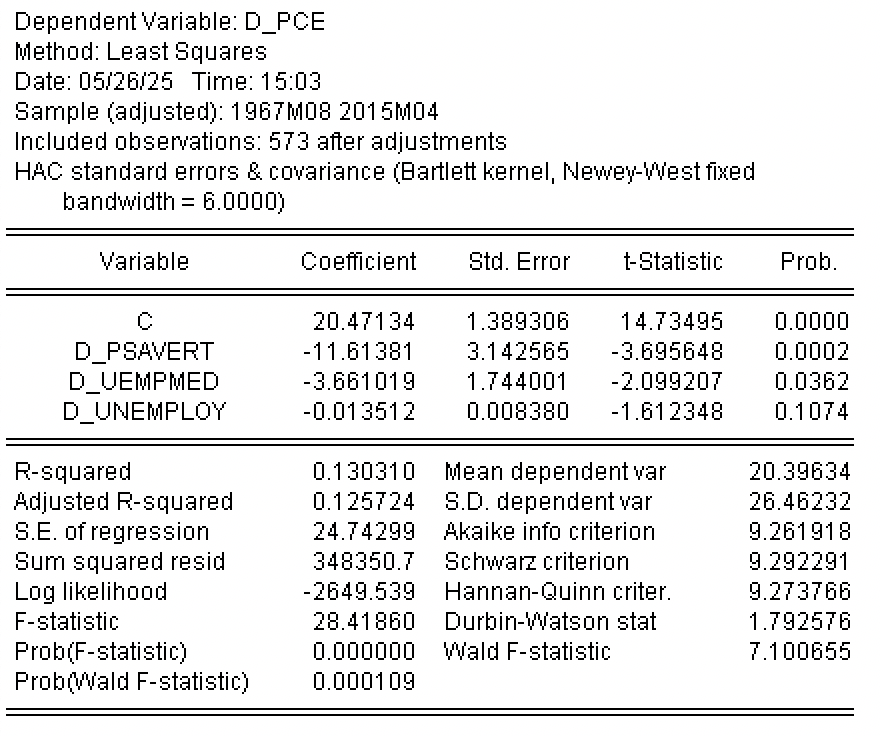 Dependent Variable: D_PCE
Method: Least Squares
Date: 05/26/25 Time: 15:03
Sample (adjusted): 1967M08 2015M04
Included observations: 573 after adjustments
HAC standard errors & covariance (Bartlett kernel, Newey-West fixed
bandwidth = 6.0000)
Variable Coefficient Std. Error t-Statistic Prob.
C 20.47134 1.389306 14.73495 0.0000
D_PSAVERT -11.61381 3.142565 -3.695648 0.0002
D_UEMPMED -3.661019 1.744001 -2.099207 0.0362
D_UNEMPLOY -0.013512 0.008380 -1.612348 0.1074
R-squared 0.130310 Mean dependent var 20.39634
Adjusted R-squared 0.125724 S.D. dependent var 26.46232
S.E. of regression 24.74299 Akaike info criterion 9.261918
Sum squared resid 348350.7 Schwarz criterion 9.292291
Log likelihood -2649.539 Hannan-Quinn criter. 9.273766
F-statistic 28.41860 Durbin-Watson stat 1.792576
Prob(F-statistic) 0.000000 Wald F-statistic 7.100655
Prob(Wald F-statistic) 0.000109